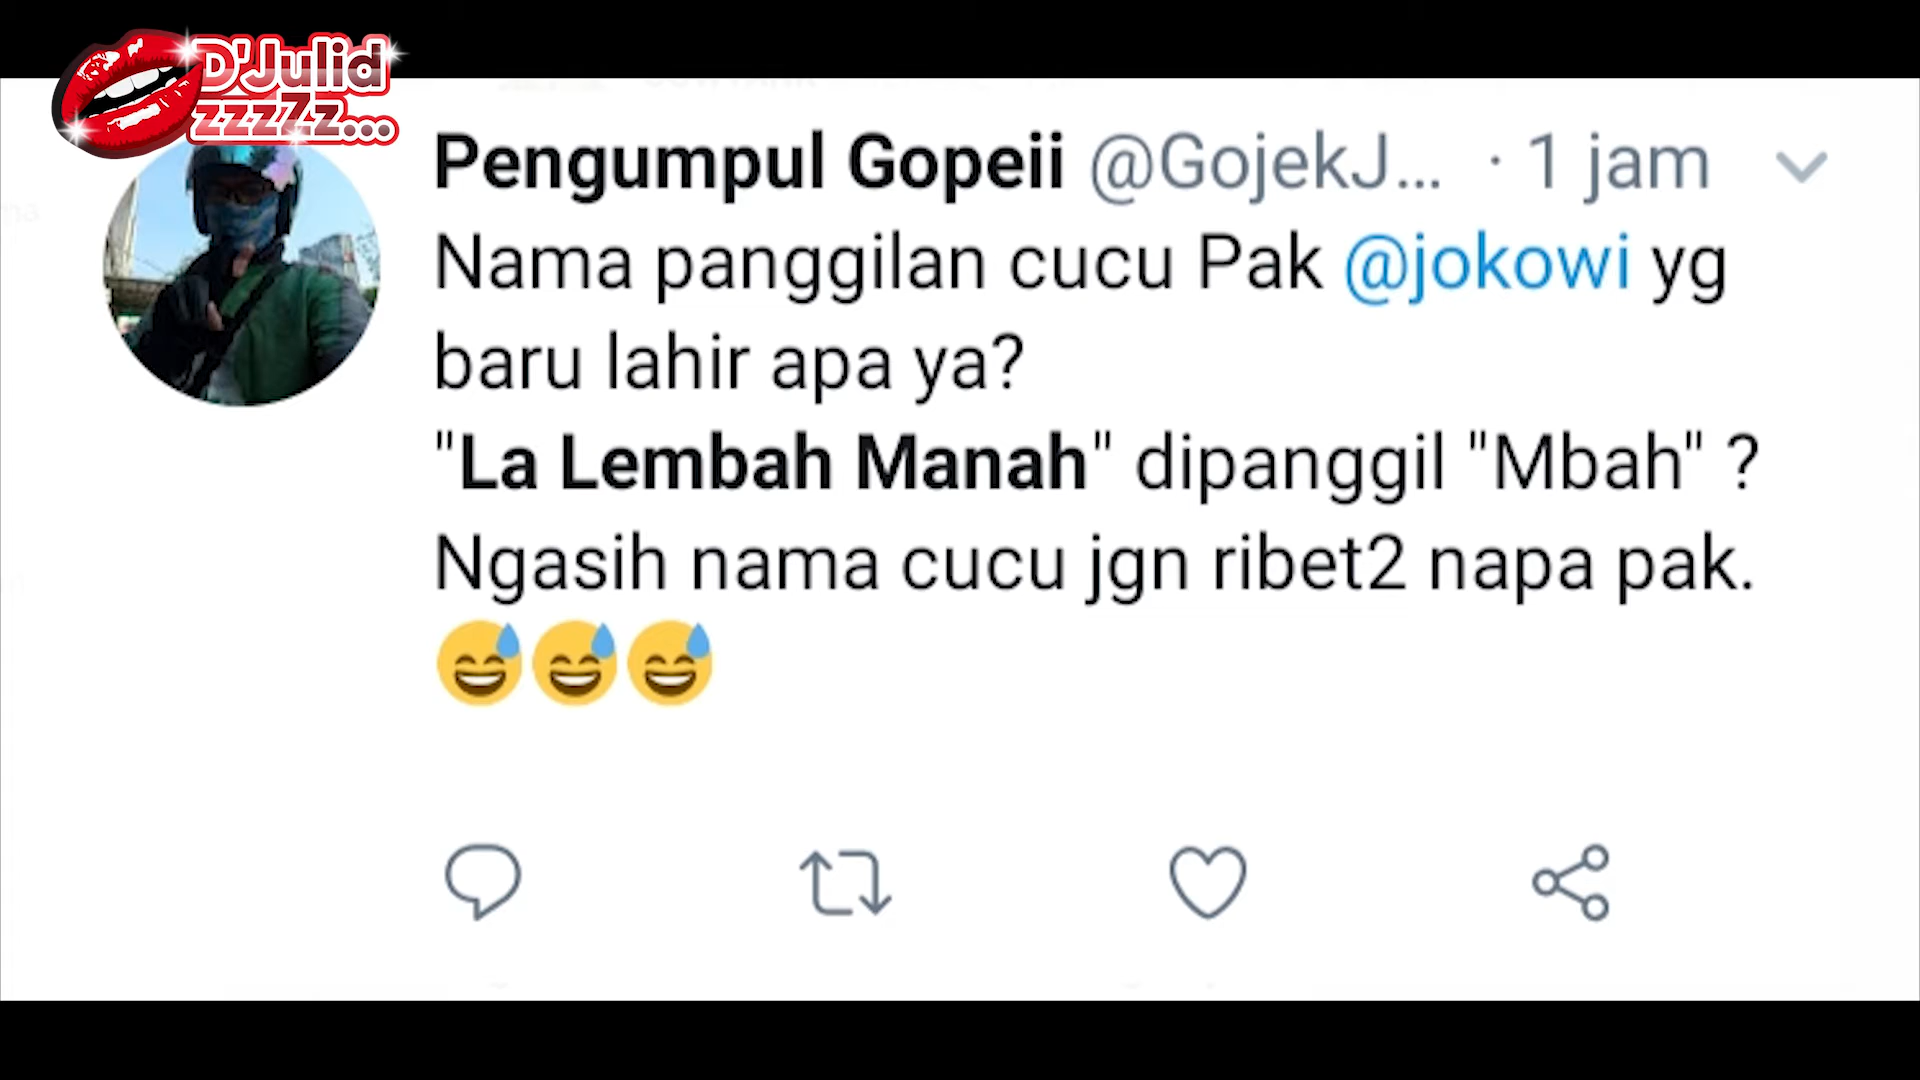 D'Julid
zzzZz...
Pengumpul Gopeii @GojekJ... · 1 jam
Nama panggilan cucu Pak @jokowi yg
baru lahir apa ya?
"La Lembah Manah" dipanggil "Mbah" ?
Ngasih nama cucu jgn ribet2 napa pak.
😅😅😅